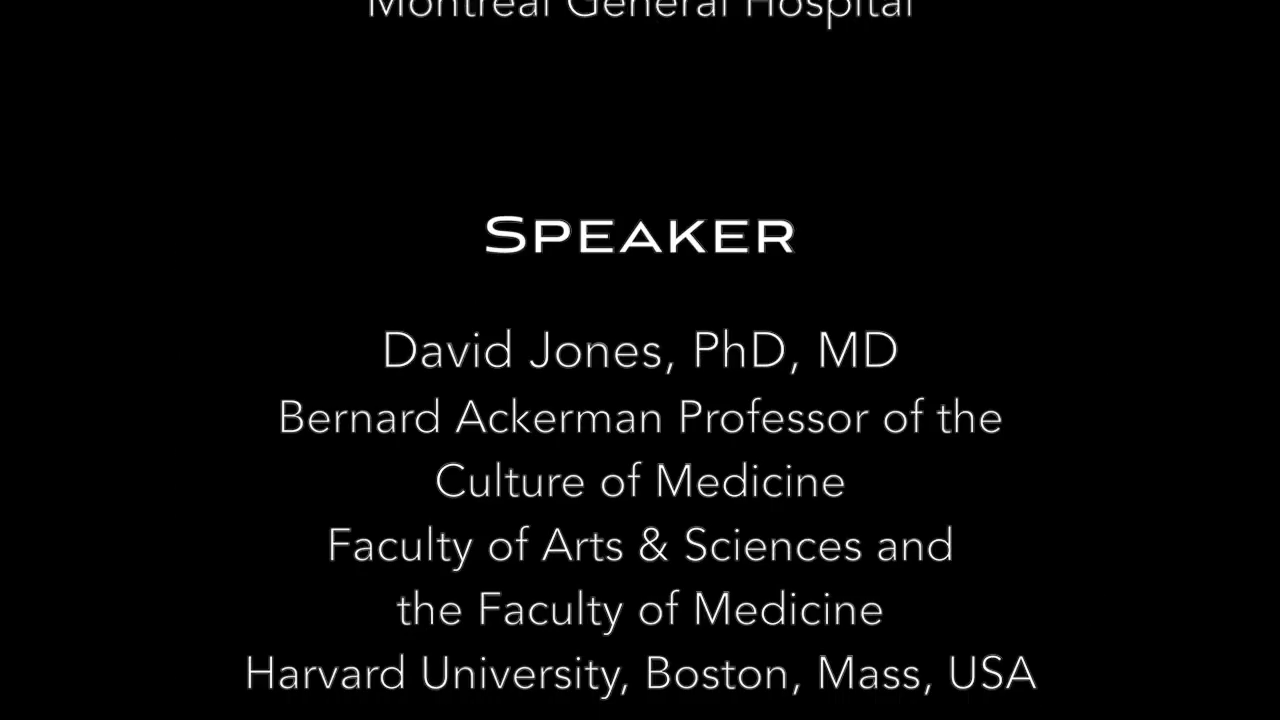 Montreal General Hospital
SPEAKER
David Jones, PhD, MD
Bernard Ackerman Professor of the
Culture of Medicine
Faculty of Arts & Sciences and
the Faculty of Medicine
Harvard University, Boston, Mass, USA